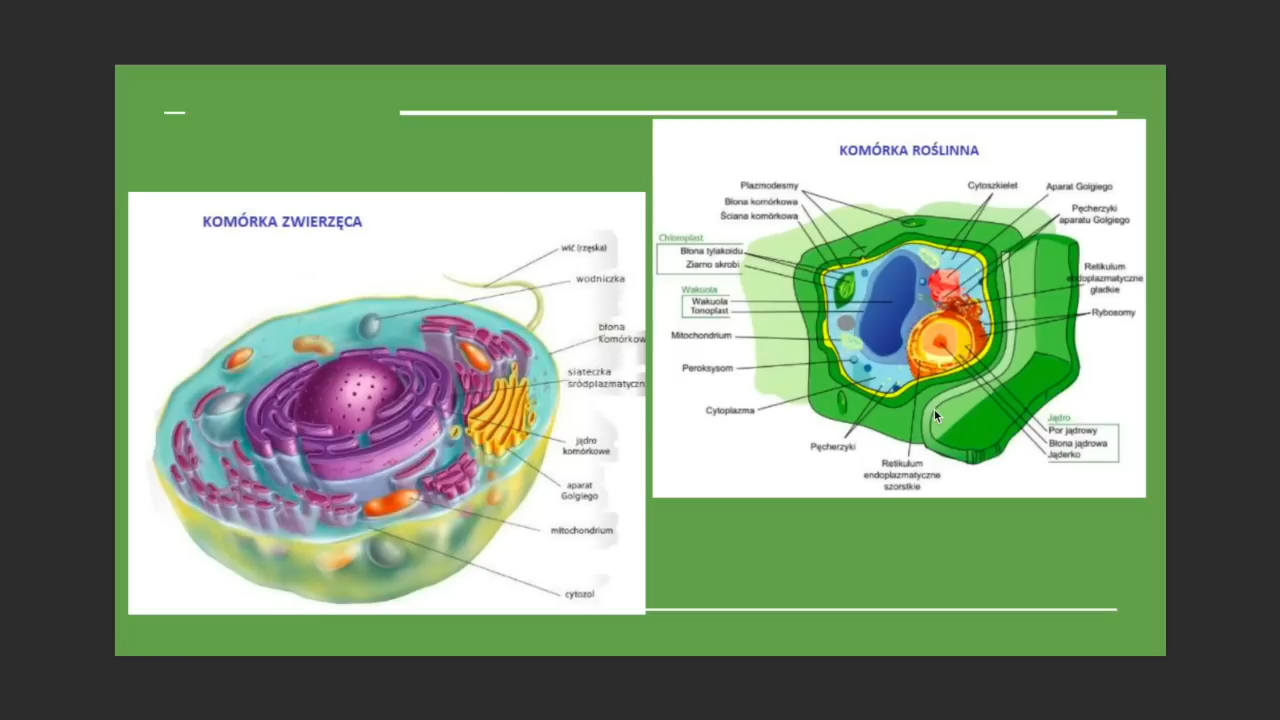 KOMÓRKA ZWIERZĘCA
wić (rzęska)
wodniczka
błona
Komórkow
siateczka
śródplazmatyczn
jądro
komórkowe
aparat
Golgiego
mitochondrium
cytozol
KOMÓRKA ROŚLINNA
Plazmodesmy
Błona komórkowa
Ściana komórkowa
Chloroplast
Błona tylakoidu
Ziarno skrobi
Wakuola
Wakuola
Tonoplast
Mitochondrium
Peroksysom
Cytoplazma
Pęcherzyki
Retikulum
endoplazmatyczne
szorstkie
Cytoszkielet
Aparat Golgiego
Pęcherzyki
aparatu Golgiego
Retikulum
endoplazmatyczne
gładkie
Rybosomy
Jądro
Por jądrowy
Błona jądrowa
Jąderko